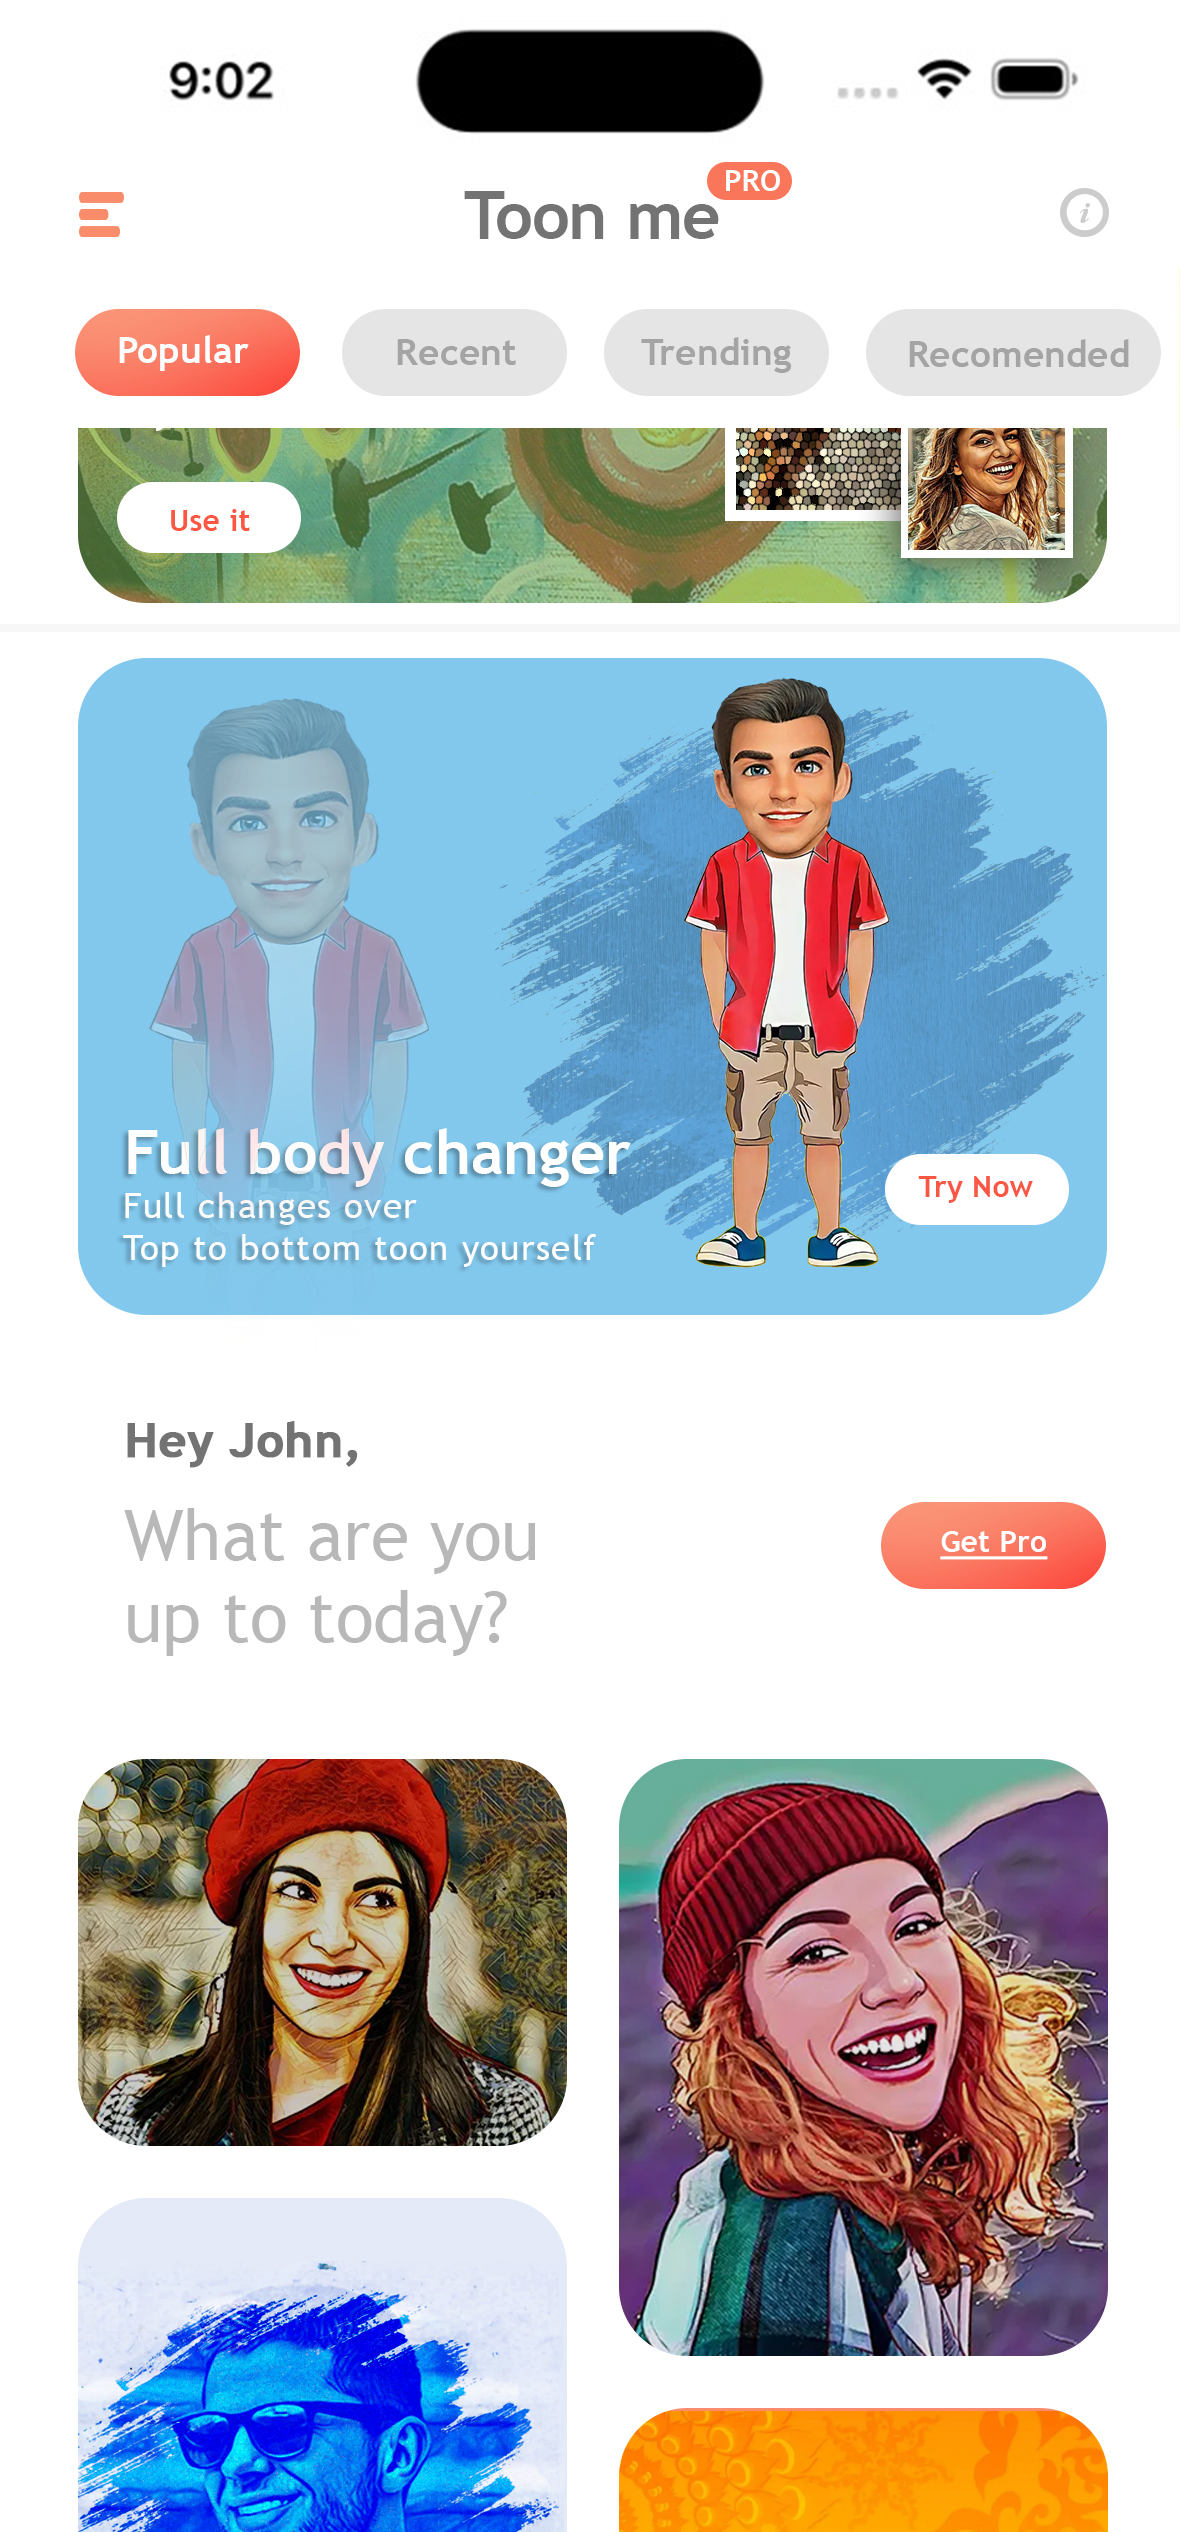 9:02
Toon me PRO
i
Popular
Recent
Trending
Recomended
Use it
Full body changer
Full changes over
Top to bottom toon yourself
Try Now
Hey John,
What are you
up to today?
Get Pro